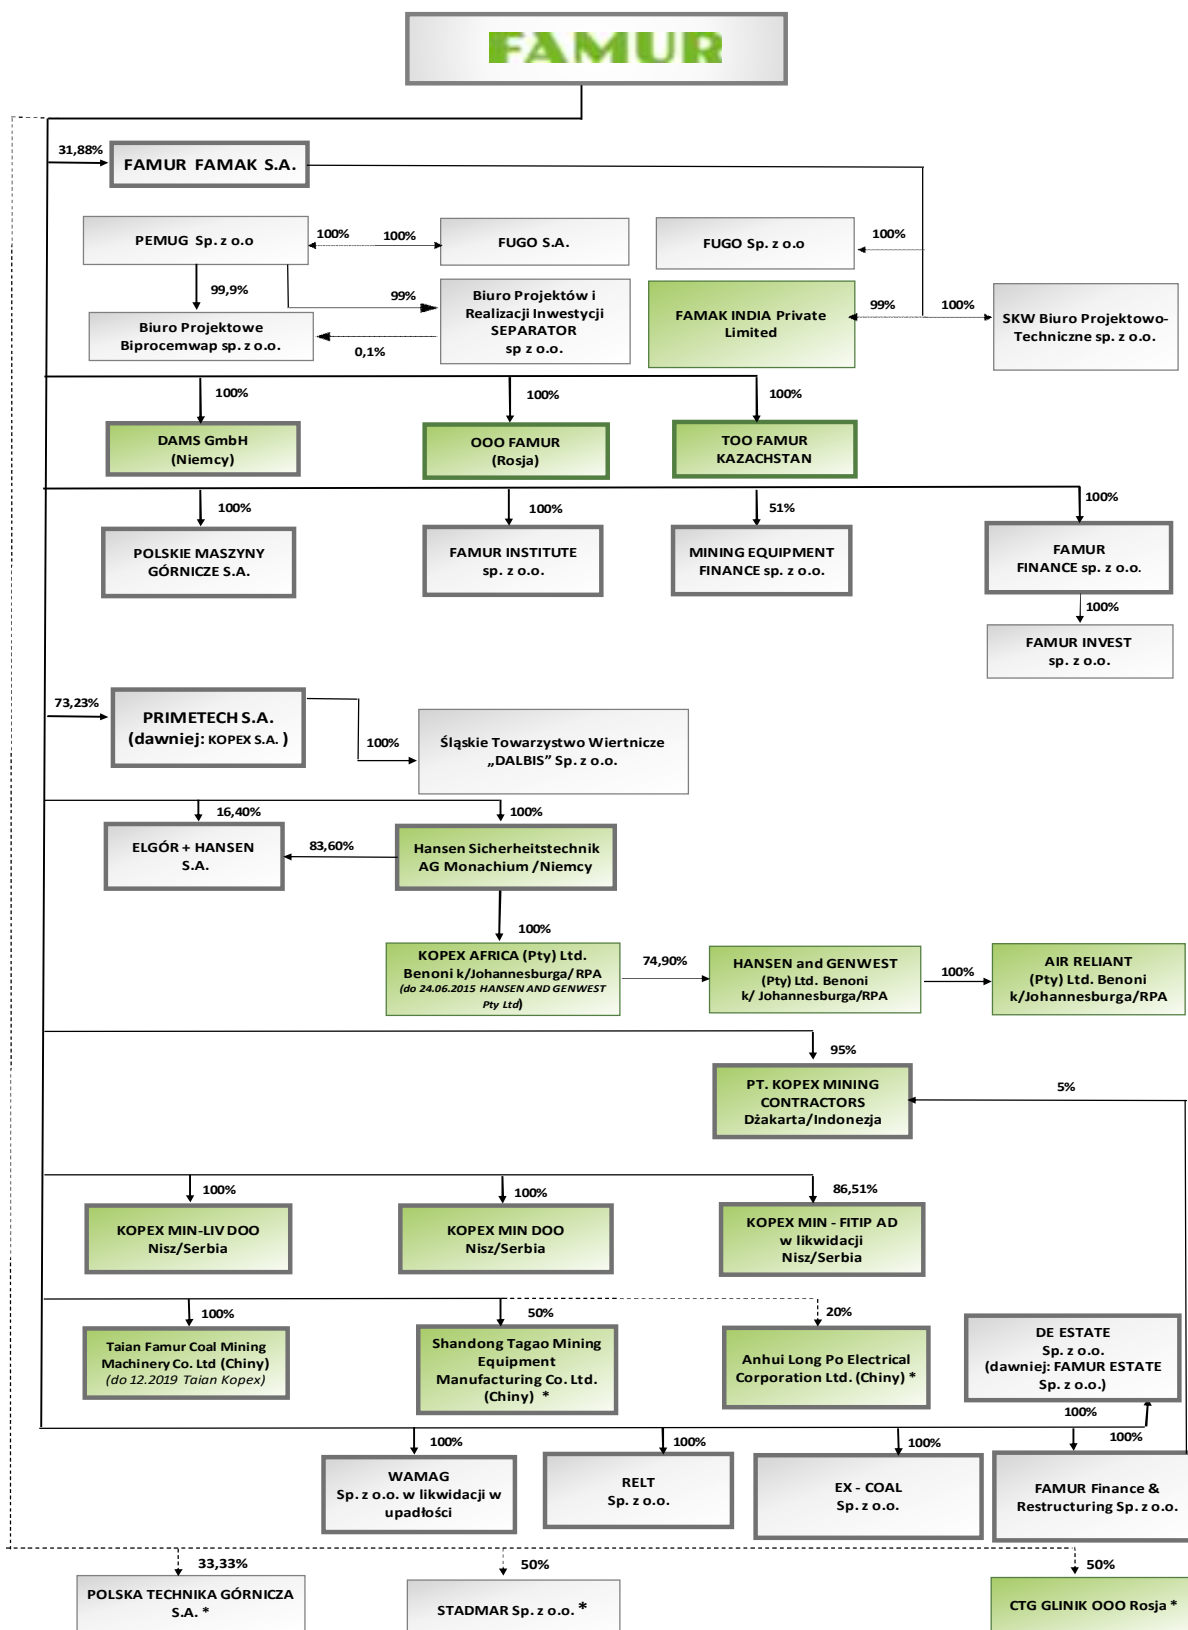 FAMUR
31,88%
FAMUR FAMAK S.A.
PEMUG Sp. z o.o
100%
100%
FUGO S.A.
FUGO Sp. z o.o
100%
99,9%
99%
Biuro Projektów i
Realizacji Inwestycji
SEPARATOR
sp z o.o.
FAMAK INDIA Private
Limited
99%
100%
SKW Biuro Projektowo-
Techniczne sp. z o.o.
Biuro Projektowe
Biprocemwap sp. z o.o.
0,1%
100%
100%
100%
DAMS GmbH
(Niemcy)
OOO FAMUR
(Rosja)
TOO FAMUR
KAZACHSTAN
100%
100%
51%
100%
POLSKIE MASZYNY
GÓRNICZE S.A.
FAMUR INSTITUTE
sp. z o.o.
MINING EQUIPMENT
FINANCE sp. z o.o.
FAMUR
FINANCE sp. z o.o.
100%
FAMUR INVEST
sp. z o.o.
73,23%
PRIMETECH S.A.
(dawniej: KOPEX S.A. )
100%
Śląskie Towarzystwo Wiertnicze
„DALBIS” Sp. z o.o.
16,40%
100%
ELGÓR + HANSEN
S.A.
83,60%
Hansen Sicherheitstechnik
AG Monachium /Niemcy
100%
KOPEX AFRICA (Pty) Ltd.
Benoni k/Johannesburga/ RPA
(do 24.06.2015 HANSEN AND GENWEST
Pty Ltd)
74,90%
HANSEN and GENWEST
(Pty) Ltd. Benoni
k/ Johannesburga/RPA
100%
AIR RELIANT
(Pty) Ltd. Benoni
k/Johannesburga/RPA
95%
PT. KOPEX MINING
CONTRACTORS
Dżakarta/Indonezja
5%
100%
100%
86,51%
KOPEX MIN-LIV DOO
Nisz/Serbia
KOPEX MIN DOO
Nisz/Serbia
KOPEX MIN - FITIP AD
w likwidacji
Nisz/Serbia
100%
50%
20%
Taian Famur Coal Mining
Machinery Co. Ltd (Chiny)
(do 12.2019 Taian Kopex)
Shandong Tagao Mining
Equipment
Manufacturing Co. Ltd.
(Chiny) *
Anhui Long Po Electrical
Corporation Ltd. (Chiny) *
DE ESTATE
Sp. z o.o.
(dawniej: FAMUR ESTATE
Sp. z o.o.)
100%
100%
100%
100%
100%
WAMAG
Sp. z o.o. w likwidacji w
upadłości
RELT
Sp. z o.o.
EX - COAL
Sp. z o.o.
FAMUR Finance &
Restructuring Sp. z o.o.
33,33%
50%
50%
POLSKA TECHNIKA GÓRNICZA
S.A. *
STADMAR Sp. z o.o. *
CTG GLINIK OOO Rosja *